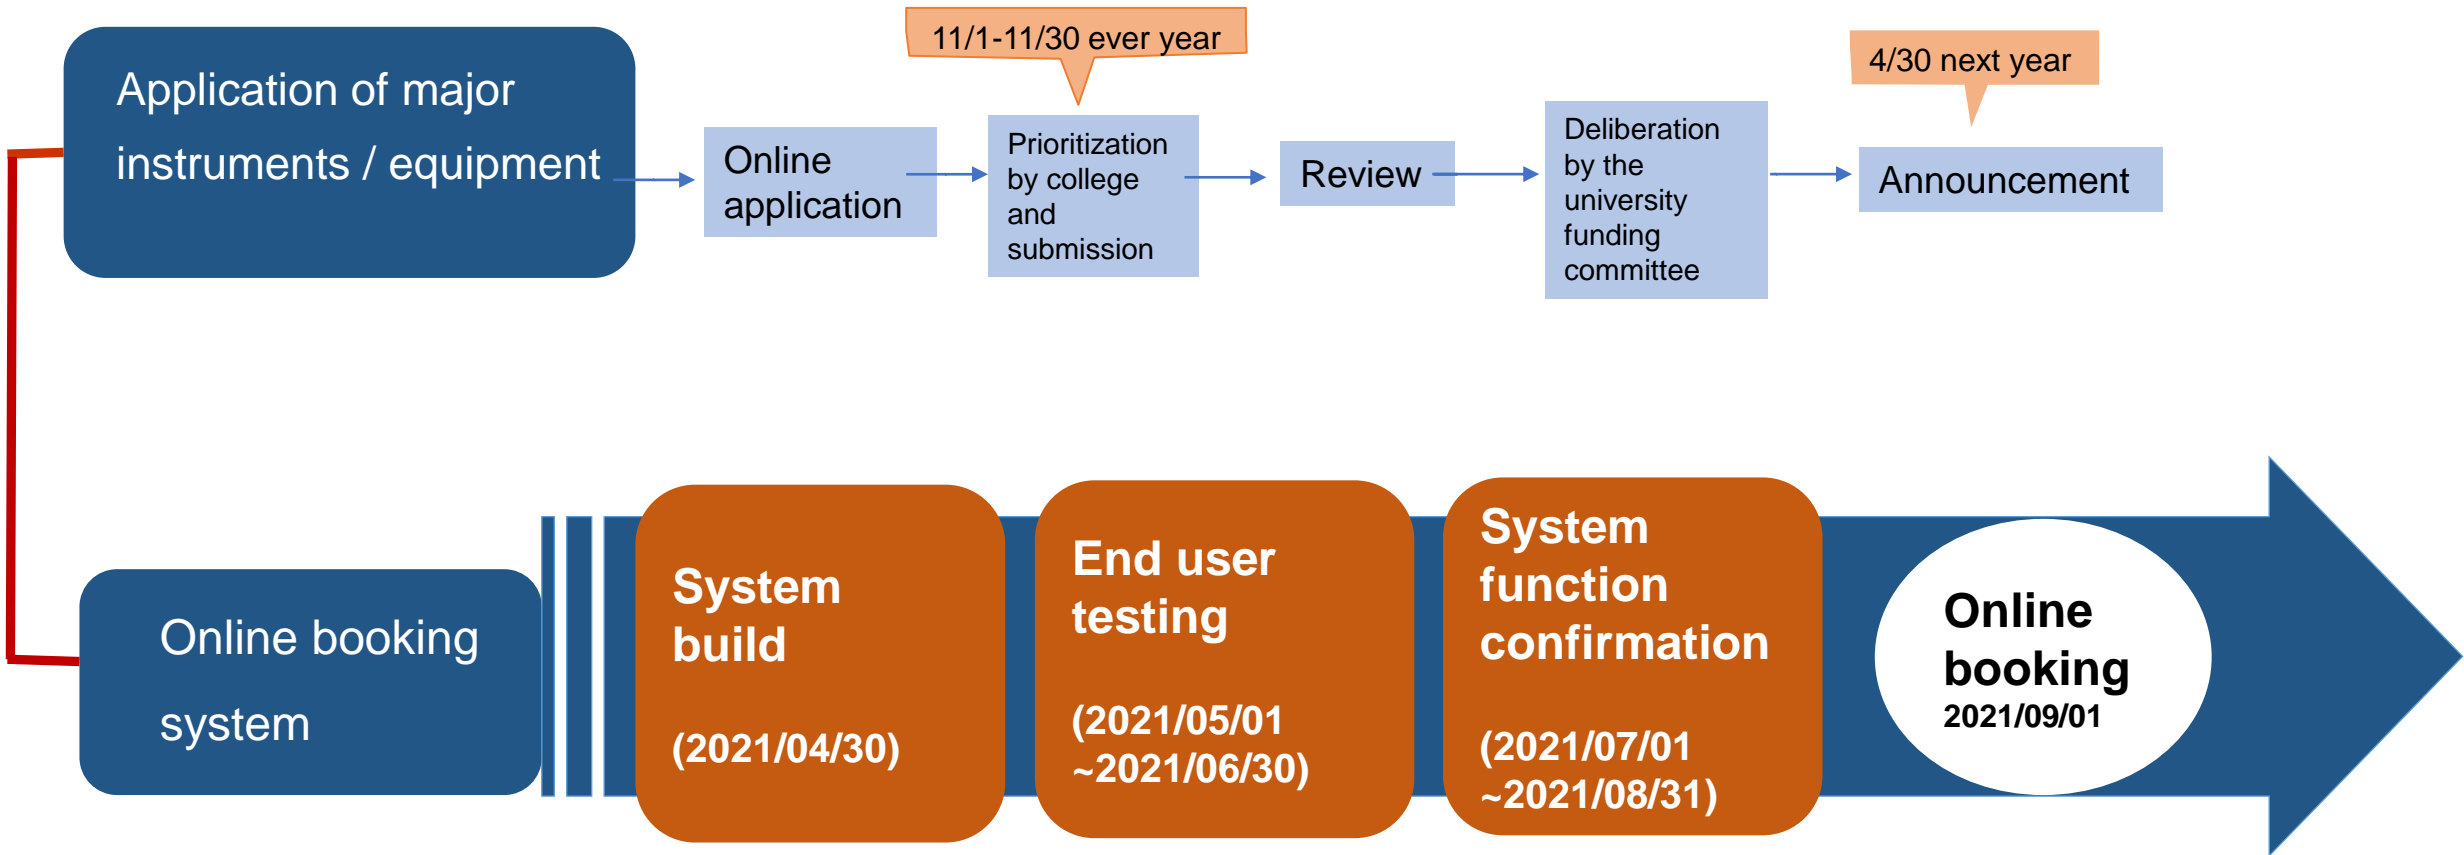 11/1-11/30 ever year
4/30 next year
Application of major
instruments / equipment
Online
application
Prioritization
by college
and
submission
Review
Deliberation
by the
university
funding
committee
Announcement
Online booking
system
System
build
(2021/04/30)
End user
testing
(2021/05/01
~2021/06/30)
System
function
confirmation
(2021/07/01
~2021/08/31)
Online
booking
2021/09/01